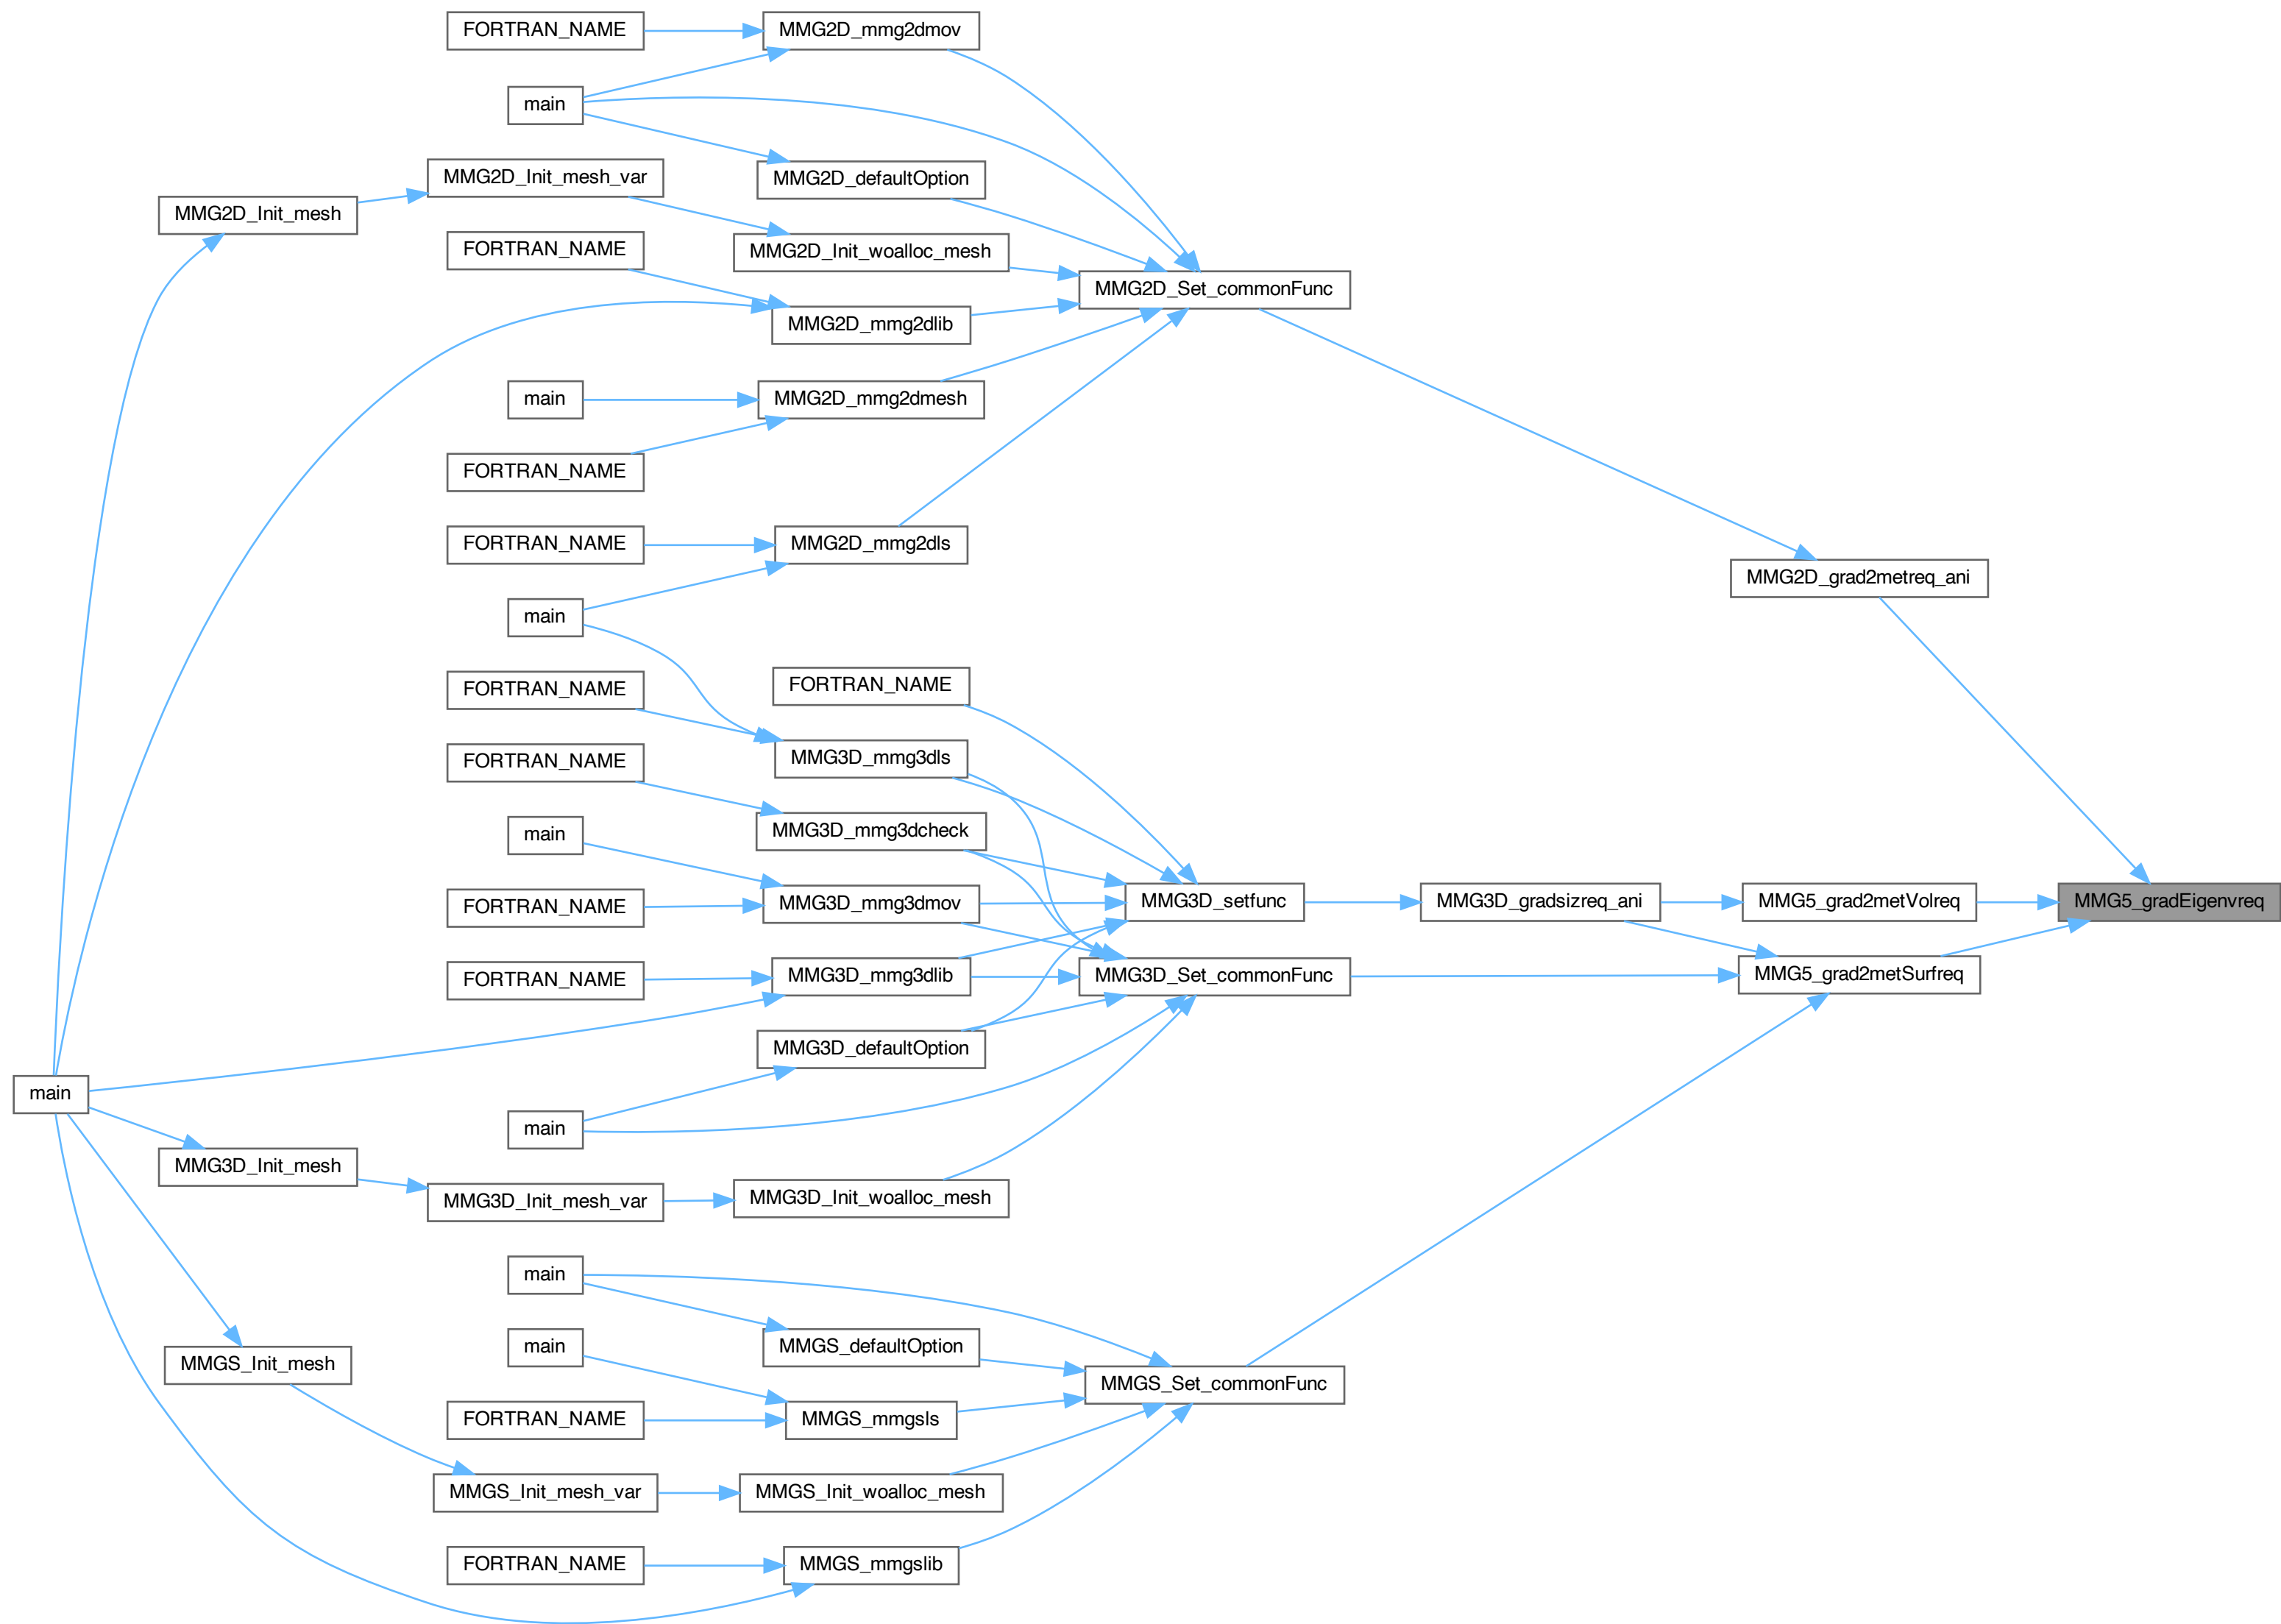 FORTRAN_NAME
MMG2D_mmg2dmov
main
MMG2D_Init_mesh_var
MMG2D_defaultOption
MMG2D_Init_mesh
FORTRAN_NAME
MMG2D_Init_woalloc_mesh
MMG2D_Set_commonFunc
MMG2D_mmg2dlib
main
MMG2D_mmg2dmesh
FORTRAN_NAME
FORTRAN_NAME
MMG2D_mmg2dls
MMG2D_grad2metreq_ani
main
FORTRAN_NAME
FORTRAN_NAME
FORTRAN_NAME
MMG3D_mmg3dls
main
MMG3D_mmg3dcheck
FORTRAN_NAME
MMG3D_mmg3dmov
MMG3D_setfunc
MMG3D_gradsizreq_ani
MMG5_grad2metVolreq
MMG5_gradEigenvreq
FORTRAN_NAME
MMG3D_mmg3dlib
MMG3D_Set_commonFunc
MMG5_grad2metSurfreq
MMG3D_defaultOption
main
main
MMG3D_Init_mesh
MMG3D_Init_mesh_var
MMG3D_Init_woalloc_mesh
main
main
MMGS_defaultOption
MMGS_Init_mesh
MMGS_Set_commonFunc
FORTRAN_NAME
MMGS_mmgsls
MMGS_Init_mesh_var
MMGS_Init_woalloc_mesh
FORTRAN_NAME
MMGS_mmgslib